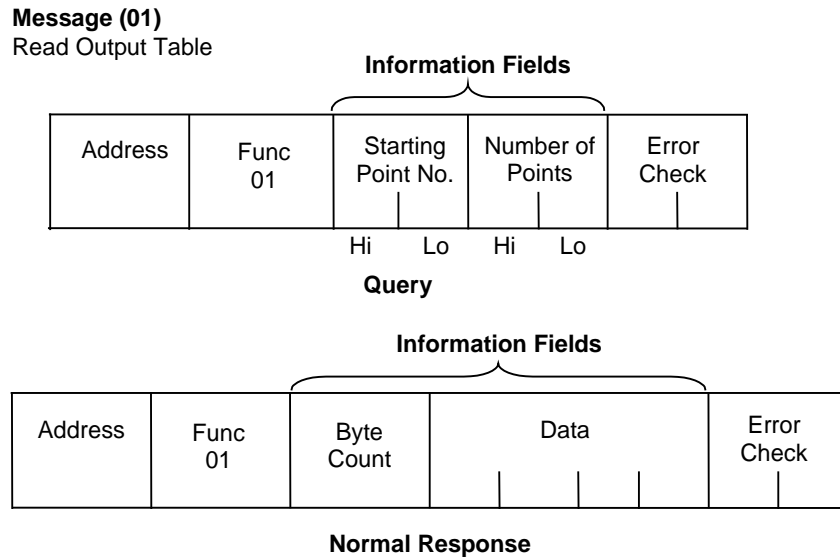 Message (01)
Read Output Table
Information Fields
Address
Func
01
Starting
Point No.
Number of
Points
Error
Check
Hi Lo Hi Lo
Query
Information Fields
Address
Func
01
Byte
Count
Data
Error
Check
Normal Response